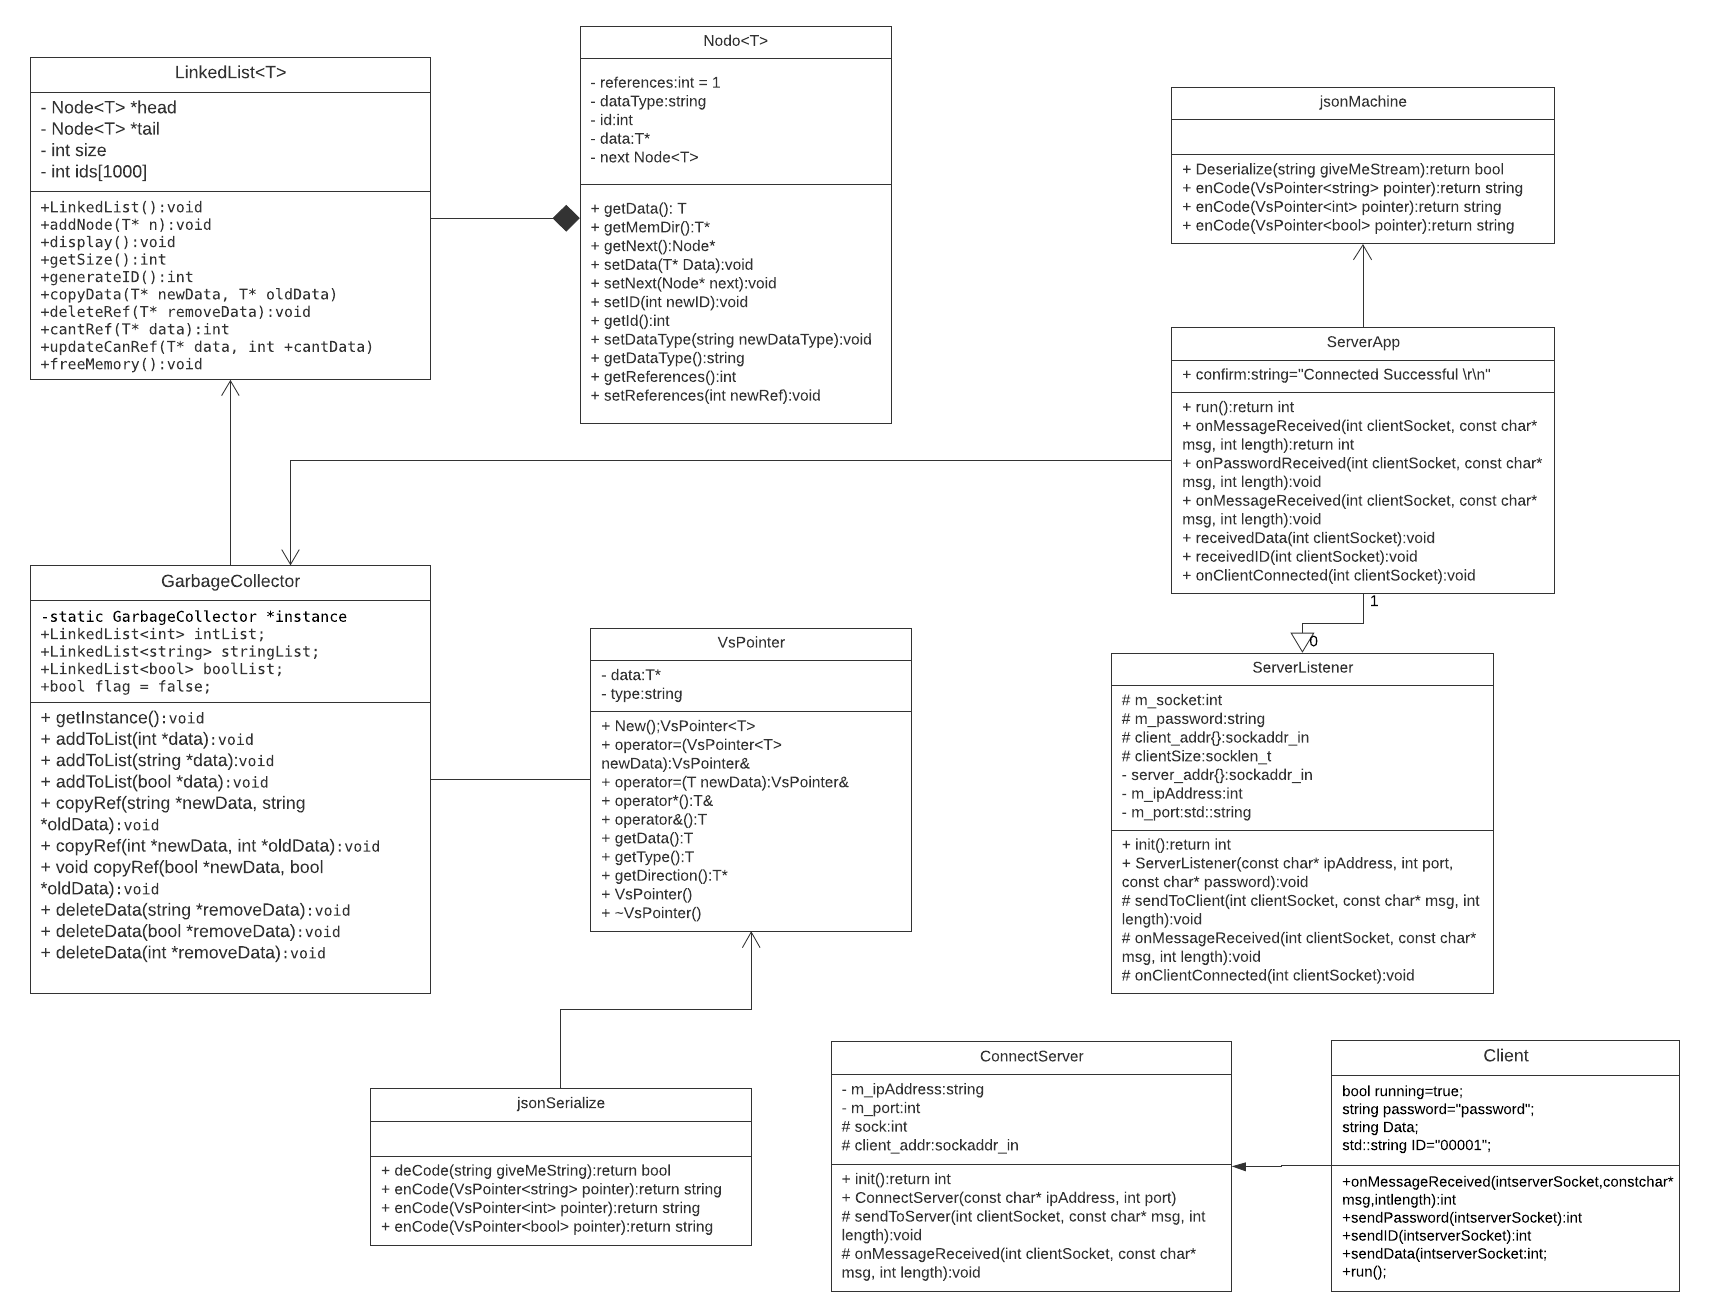 Nodo<T>
- references:int = 1
- dataType:string
- id:int
- data:T*
- next Node<T>
+ getData(): T
+ getMemDir():T*
+ getNext():Node*
+ setData(T* Data):void
+ setNext(Node* next):void
+ setID(int newID):void
+ getId():int
+ setDataType(string newDataType):void
+ getDataType():string
+ getReferences():int
+ setReferences(int newRef):void
LinkedList<T>
- Node<T> *head
- Node<T> *tail
- int size
- int ids[1000]
+LinkedList():void
+addNode(T* n):void
+display():void
+getSize():int
+generateID():int
+copyData(T* newData, T* oldData)
+deleteRef(T* removeData):void
+cantRef(T* data):int
+updateCanRef(T* data, int +cantData)
+freeMemory():void
jsonMachine
+ Deserialize(string giveMeStream):return bool
+ enCode(VsPointer<string> pointer):return string
+ enCode(VsPointer<int> pointer):return string
+ enCode(VsPointer<bool> pointer):return string
ServerApp
+ confirm:string="Connected Successful \r\n"
+ run():return int
+ onMessageReceived(int clientSocket, const char*
msg, int length):return int
+ onPasswordReceived(int clientSocket, const char*
msg, int length):void
+ onMessageReceived(int clientSocket, const char*
msg, int length):void
+ receivedData(int clientSocket):void
+ receivedID(int clientSocket):void
+ onClientConnected(int clientSocket):void
1
0
GarbageCollector
-static GarbageCollector *instance
+LinkedList<int> intList;
+LinkedList<string> stringList;
+LinkedList<bool> boolList;
+bool flag = false;
+ getInstance():void
+ addToList(int *data):void
+ addToList(string *data):void
+ addToList(bool *data):void
+ copyRef(string *newData, string
*oldData):void
+ copyRef(int *newData, int *oldData):void
+ void copyRef(bool *newData, bool
*oldData):void
+ deleteData(string *removeData):void
+ deleteData(bool *removeData):void
+ deleteData(int *removeData):void
VsPointer
- data:T*
- type:string
+ New();VsPointer<T>
+ operator=(VsPointer<T>
newData):VsPointer&
+ operator=(T newData):VsPointer&
+ operator*():T&
+ operator&():T
+ getData():T
+ getType():T
+ getDirection():T*
+ VsPointer()
+ ~VsPointer()
ServerListener
# m_socket:int
# m_password:string
# client_addr{}:sockaddr_in
# clientSize:socklen_t
- server_addr{}:sockaddr_in
- m_ipAddress:int
- m_port:std::string
+ init():return int
+ ServerListener(const char* ipAddress, int port,
const char* password):void
# sendToClient(int clientSocket, const char* msg, int
length):void
# onMessageReceived(int clientSocket, const char*
msg, int length):void
# onClientConnected(int clientSocket):void
jsonSerialize
+ deCode(string giveMeString):return bool
+ enCode(VsPointer<string> pointer):return string
+ enCode(VsPointer<int> pointer):return string
+ enCode(VsPointer<bool> pointer):return string
ConnectServer
- m_ipAddress:string
- m_port:int
# sock:int
# client_addr:sockaddr_in
+ init():return int
+ ConnectServer(const char* ipAddress, int port)
# sendToServer(int clientSocket, const char* msg, int
length):void
# onMessageReceived(int clientSocket, const char*
msg, int length):void
Client
bool running=true;
string password="password";
string Data;
std::string ID="00001";
+onMessageReceived(intserverSocket,constchar*
msg,intlength):int
+sendPassword(intserverSocket):int
+sendID(intserverSocket):int
+sendData(intserverSocket:int;
+run();